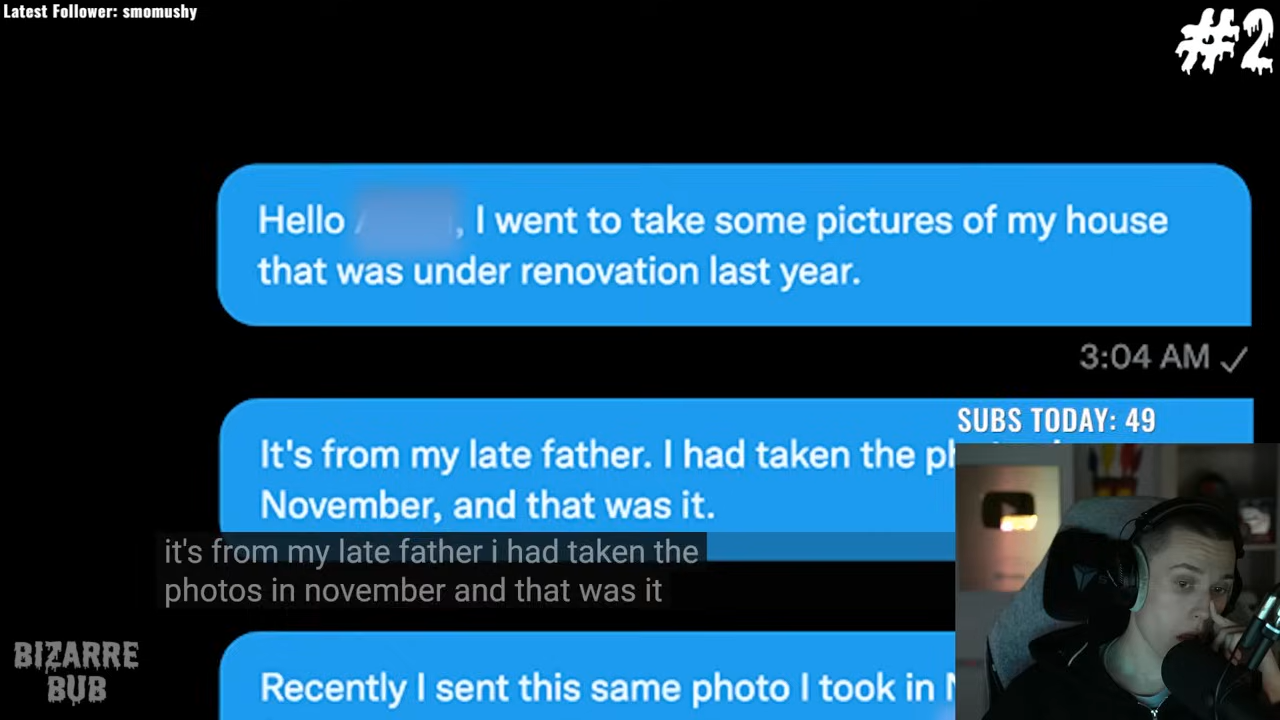 Latest Follower: smomushy
#2
Hello , I went to take some pictures of my house
that was under renovation last year.
3:04 AM
SUBS TODAY: 49
It's from my late father. I had taken the
November, and that was it.
it's from my late father i had taken the
photos in november and that was it
BIZARRE
BUB
Recently I sent this same photo I took in